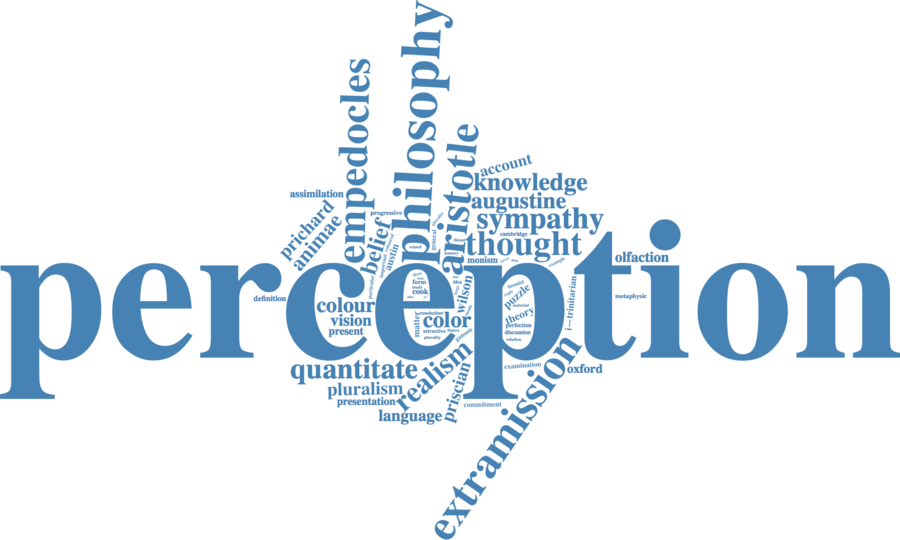 philosophy
empedocles
aristotle
account
knowledge
assimilation
augustine
prichard
progressive
sympathy
animae
belief
general
cambridge
thought
austin
related
olfaction
monism
perception
form
wilson
puzzle
i—trinitarian
cook
definition
metaphysic
colour
theory
matter
color
vision
perfection
present
attractive
discussion
plurality
quantitate
realism
examination
oxford
pluralism
priscian
presentation
commitment
language
extramission